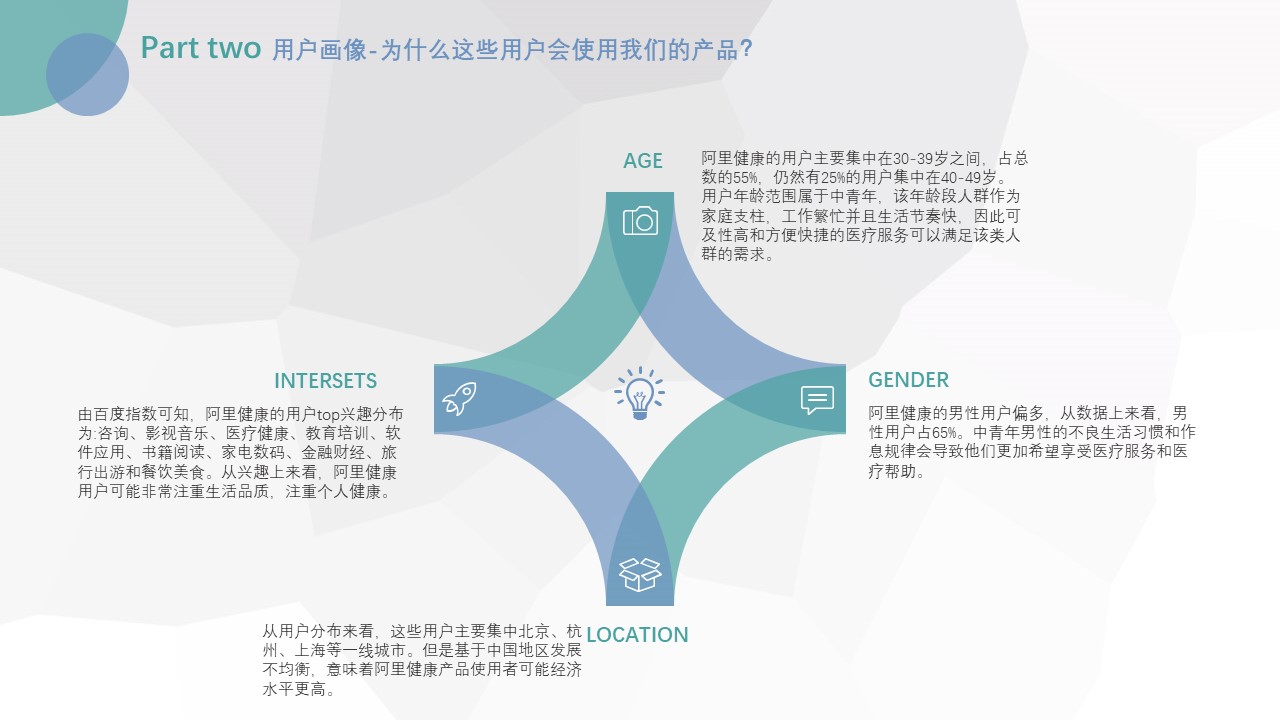 Part two 用户画像-为什么这些用户会使用我们的产品?
AGE
阿里健康的用户主要集中在30-39岁之间，占总
数的55%，仍然有25%的用户集中在40-49岁。
用户年龄范围属于中青年，该年龄段人群作为
家庭支柱，工作繁忙并且生活节奏快，因此可
及性高和方便快捷的医疗服务可以满足该类人
群的需求。
INTERSETS
由百度指数可知，阿里健康的用户top兴趣分布
为:咨询、影视音乐、医疗健康、教育培训、软
件应用、书籍阅读、家电数码、金融财经、旅
行出游和餐饮美食。从兴趣上来看，阿里健康
用户可能非常注重生活品质，注重个人健康。
GENDER
阿里健康的男性用户偏多，从数据上来看，男
性用户占65%。中青年男性的不良生活习惯和作
息规律会导致他们更加希望享受医疗服务和医
疗帮助。
LOCATION
从用户分布来看，这些用户主要集中北京、杭
州、上海等一线城市。但是基于中国地区发展
不均衡，意味着阿里健康产品使用者可能经济
水平更高。